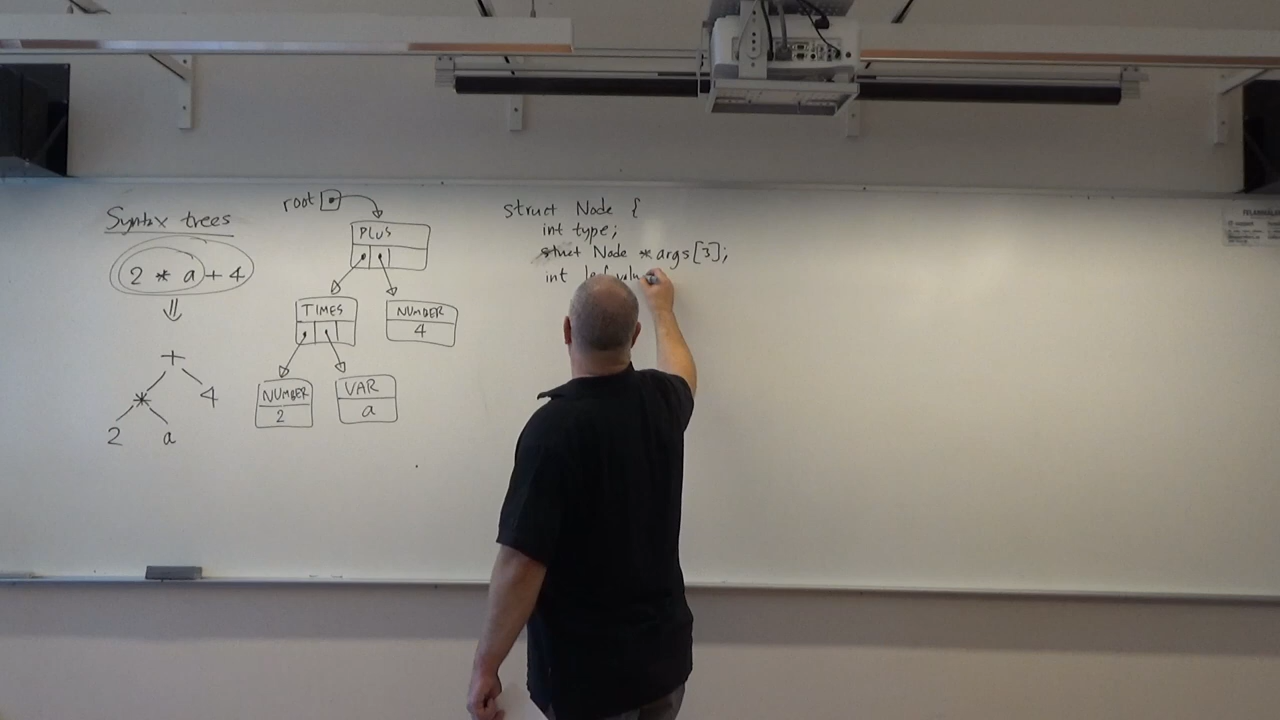 Syntax trees
2 * a + 4
+
* 4
2 a
root
PLUS
TIMES
NUMBER
4
NUMBER
2
VAR
a
struct Node {
int type;
struct Node *args[3];
int leafvalu